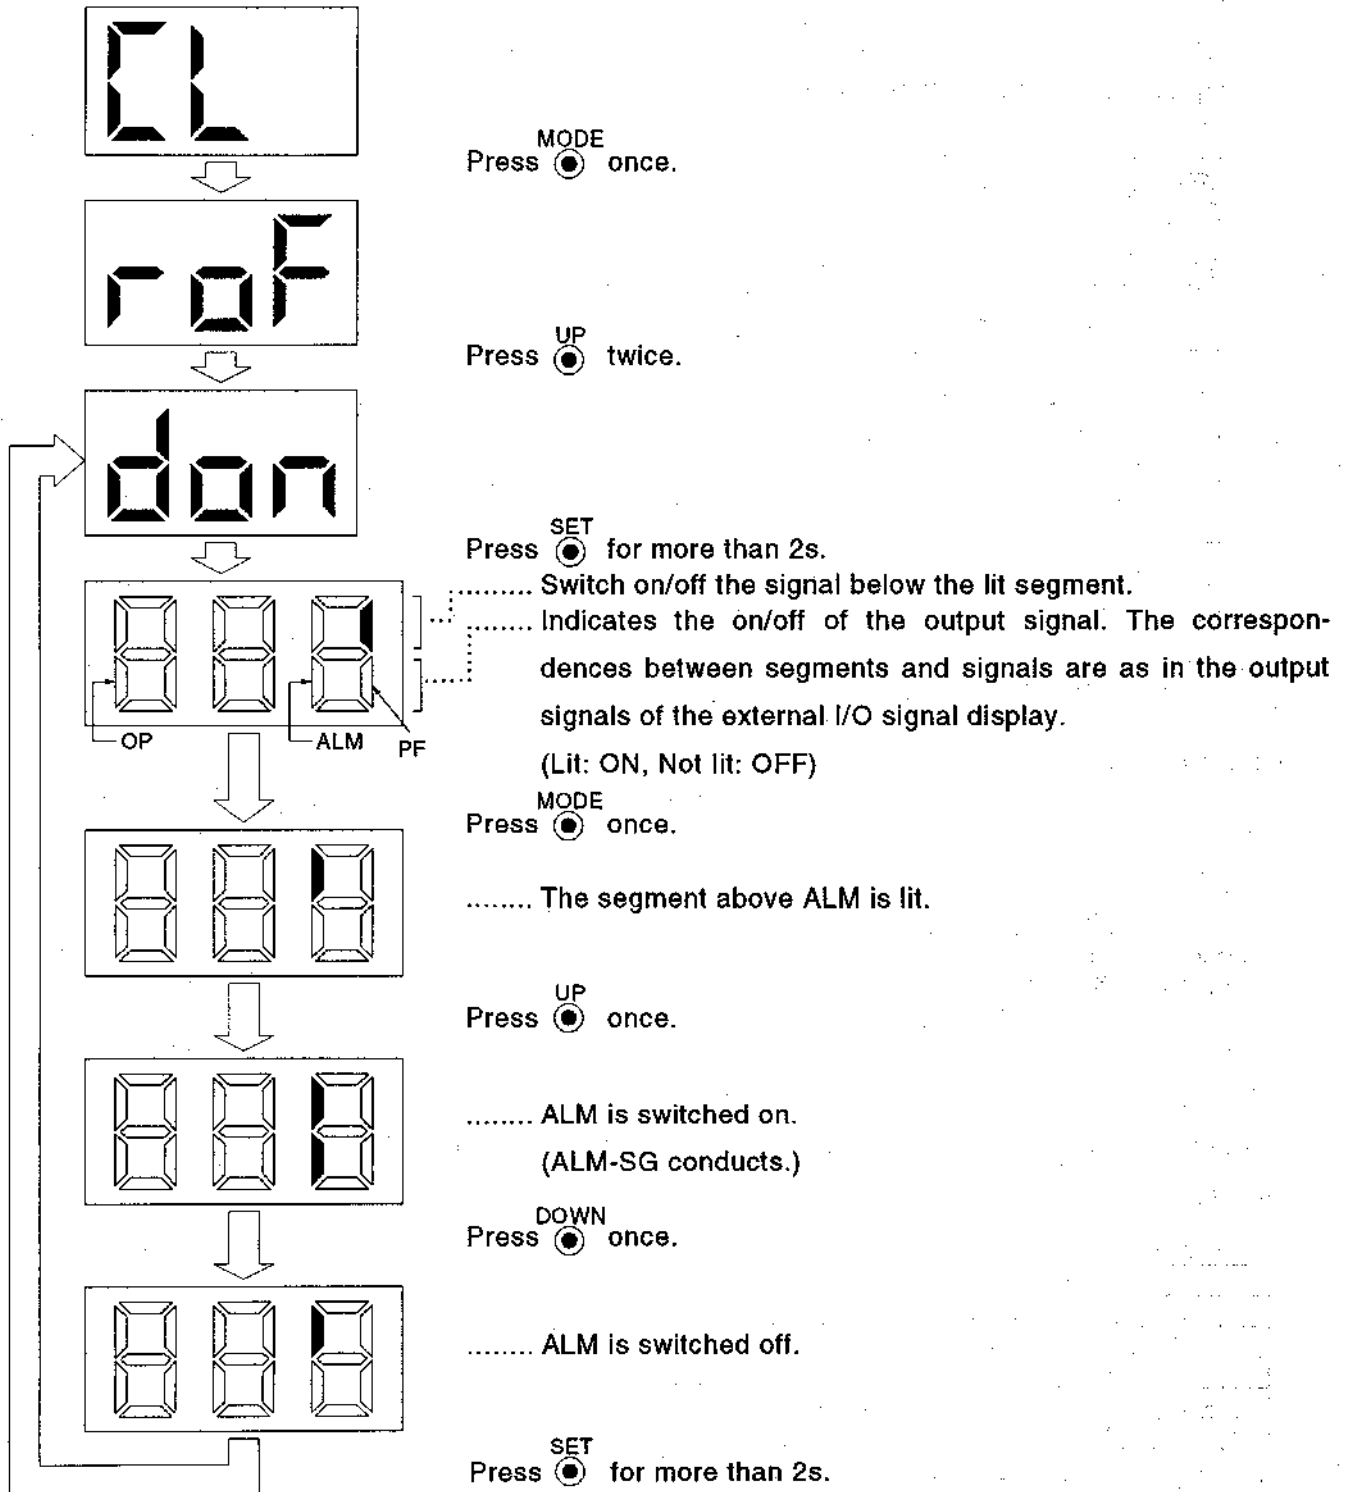 CL
MODE
Press once.
roF
UP
Press twice.
don
SET
Press for more than 2s.
........ Switch on/off the signal below the lit segment.
........ Indicates the on/off of the output signal. The correspon-
dences between segments and signals are as in the output
signals of the external I/O signal display.
OP ALM PF
(Lit: ON, Not lit: OFF)
MODE
Press once.
........ The segment above ALM is lit.
UP
Press once.
........ ALM is switched on.
(ALM-SG conducts.)
DOWN
Press once.
........ ALM is switched off.
SET
Press for more than 2s.